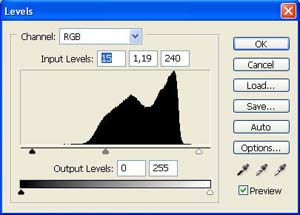 Levels
Channel: RGB
OK
Input Levels: 15 1,19 240
Cancel
Load...
Save...
Auto
Options...
Output Levels: 0 255
Preview